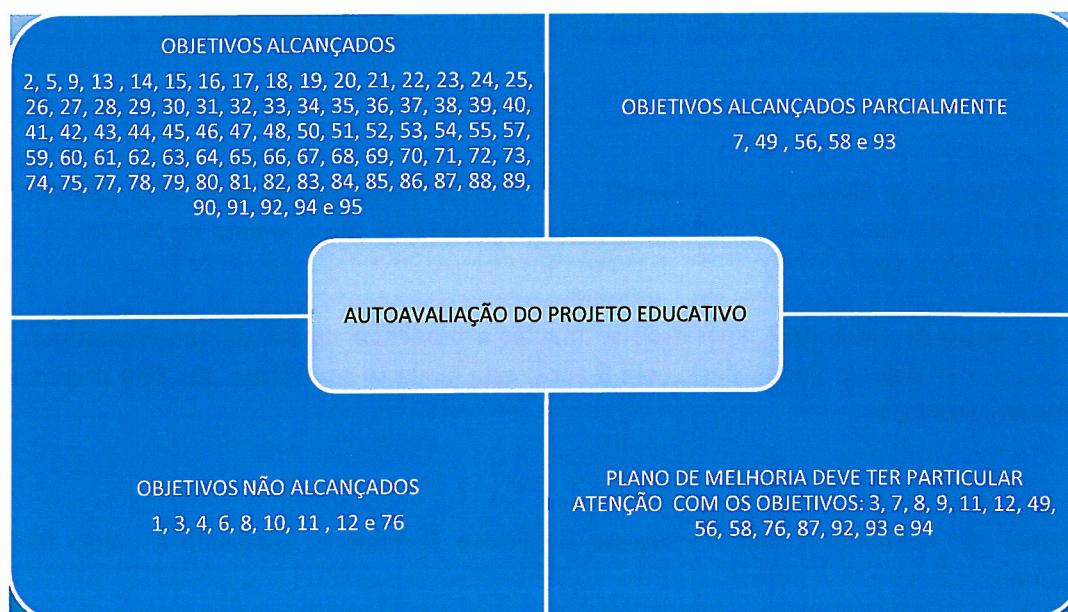 OBJETIVOS ALCANÇADOS
2, 5, 9, 13 , 14, 15, 16, 17, 18, 19, 20, 21, 22, 23, 24, 25,
26, 27, 28, 29, 30, 31, 32, 33, 34, 35, 36, 37, 38, 39, 40,
41, 42, 43, 44, 45, 46, 47, 48, 50, 51, 52, 53, 54, 55, 57,
59, 60, 61, 62, 63, 64, 65, 66, 67, 68, 69, 70, 71, 72, 73,
74, 75, 77, 78, 79, 80, 81, 82, 83, 84, 85, 86, 87, 88, 89,
90, 91, 92, 94 e 95
OBJETIVOS ALCANÇADOS PARCIALMENTE
7, 49 , 56, 58 e 93
AUTOAVALIAÇÃO DO PROJETO EDUCATIVO
OBJETIVOS NÃO ALCANÇADOS
1, 3, 4, 6, 8, 10, 11 , 12 e 76
PLANO DE MELHORIA DEVE TER PARTICULAR
ATENÇÃO COM OS OBJETIVOS: 3, 7, 8, 9, 11, 12, 49,
56, 58, 76, 87, 92, 93 e 94